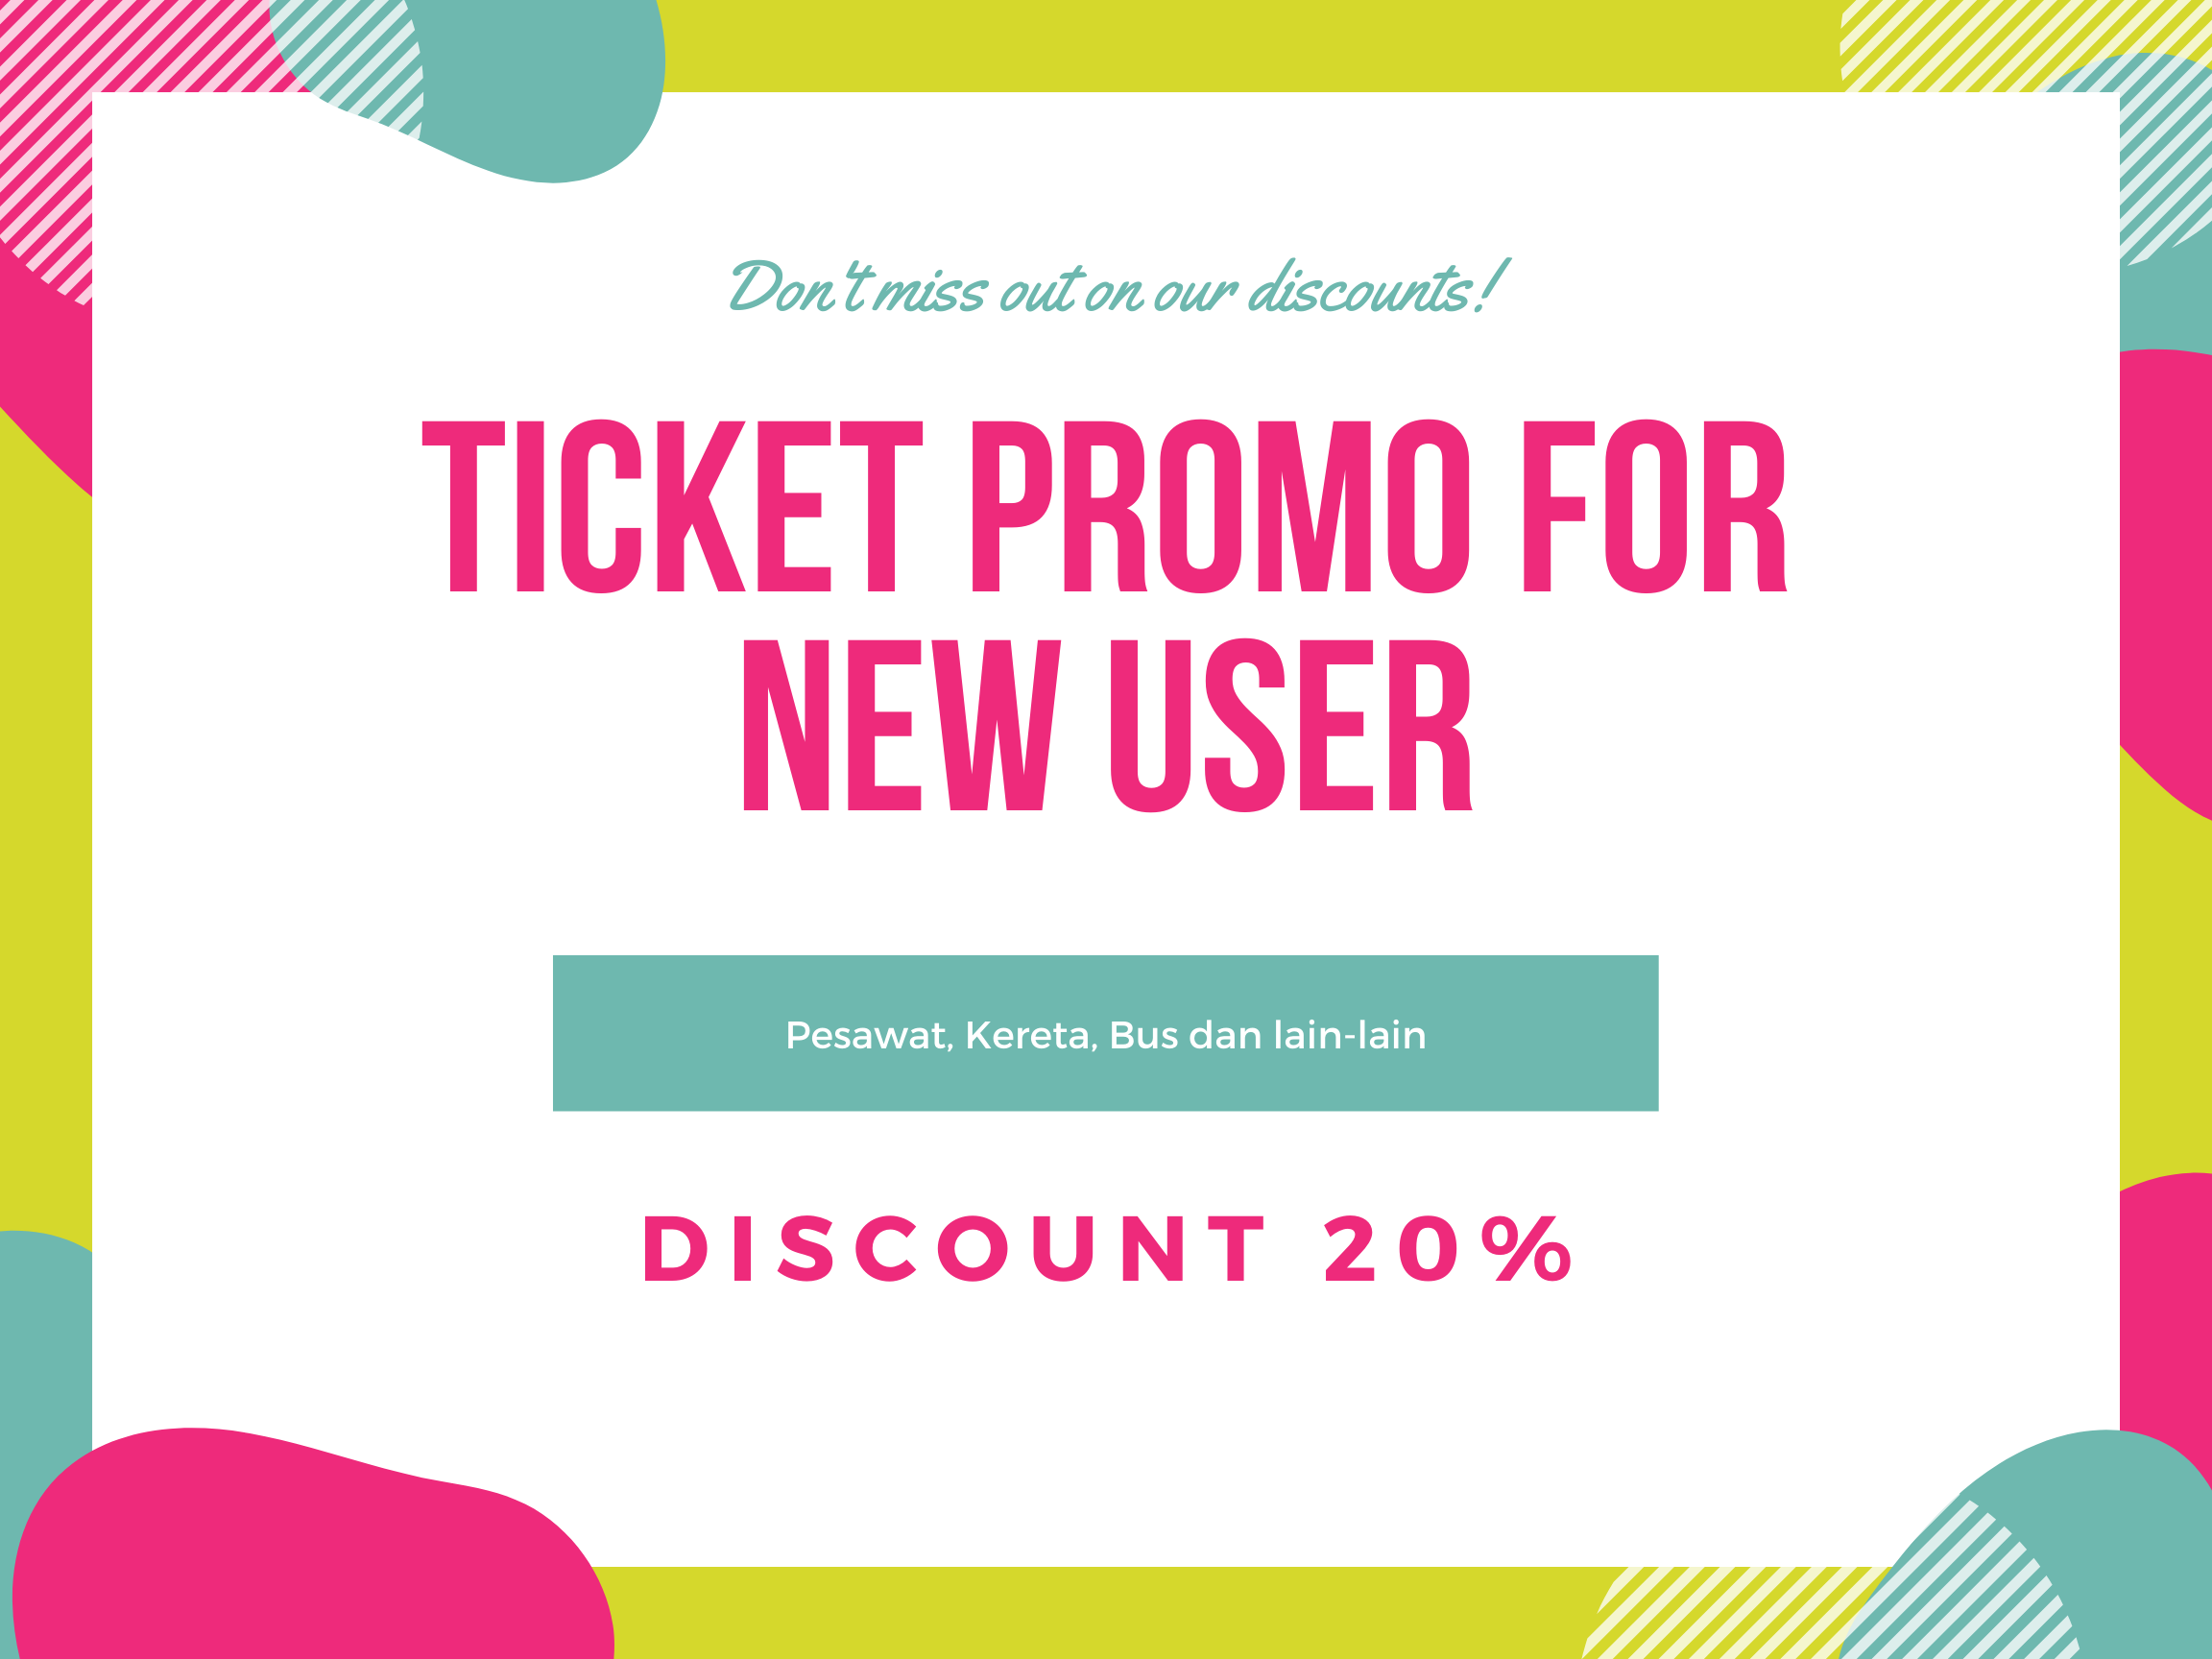 Don't miss out on our discounts!
TICKET PROMO FOR
NEW USER
Pesawat, Kereta, Bus dan lain-lain
DISCOUNT 20%